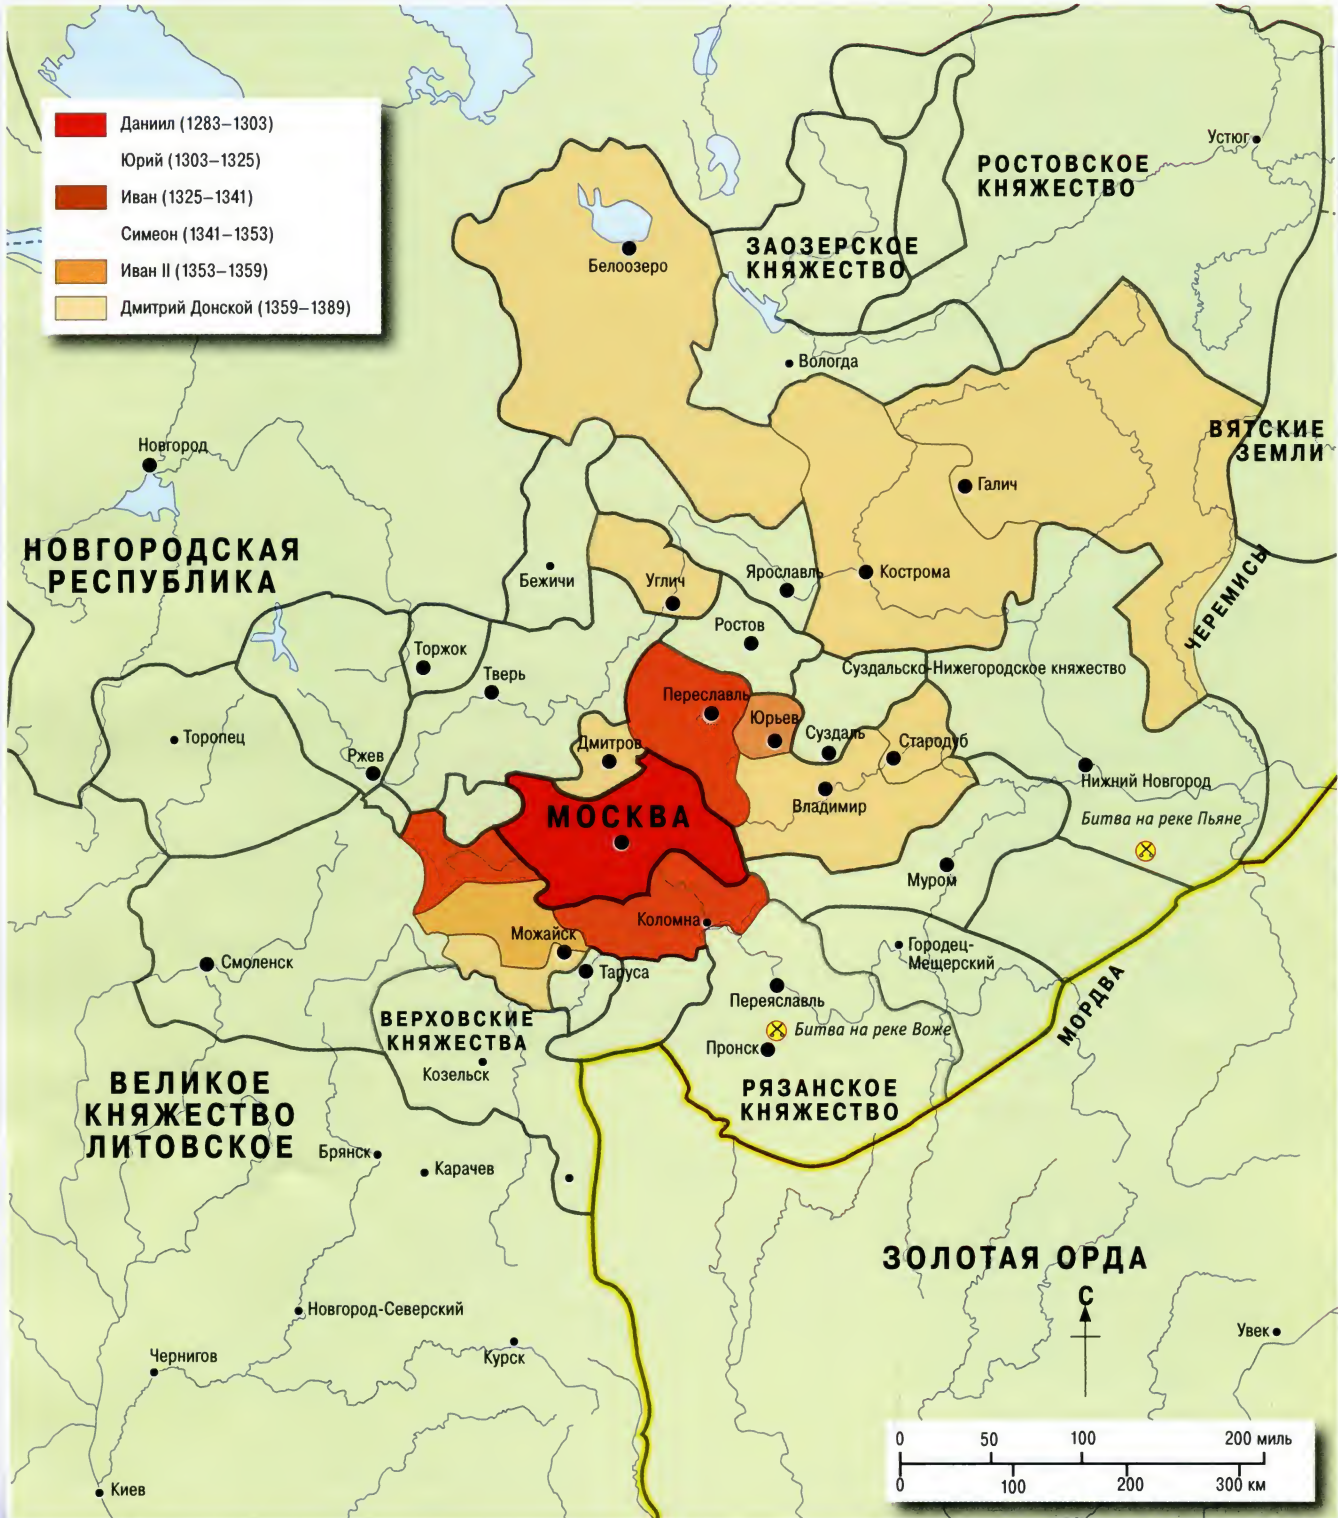 Даниил (1283–1303)
Юрий (1303–1325)
Иван (1325–1341)
Симеон (1341–1353)
Иван II (1353–1359)
Дмитрий Донской (1359–1389)
Устюг
РОСТОВСКОЕ
КНЯЖЕСТВО
ЗАОЗЕРСКОЕ
КНЯЖЕСТВО
Белоозеро
Вологда
ВЯТСКИЕ
ЗЕМЛИ
Новгород
Галич
НОВГОРОДСКАЯ
РЕСПУБЛИКА
Бежичи
Углич
Ярославль
Кострома
ЧЕРЕМИСЫ
Ростов
Торжок
Тверь
Суздальско-Нижегородское княжество
Переславль
Юрьев
Суздаль
Стародуб
Торопец
Ржев
Дмитров
Нижний Новгород
Владимир
МОСКВА
Битва на реке Пьяне
Муром
Коломна
Можайск
Таруса
Городец-
Мещерский
Смоленск
Переяславль
МОРДВА
ВЕРХОВСКИЕ
КНЯЖЕСТВА
Битва на реке Воже
Пронск
Козельск
РЯЗАНСКОЕ
КНЯЖЕСТВО
ВЕЛИКОЕ
КНЯЖЕСТВО
ЛИТОВСКОЕ
Брянск
Карачев
ЗОЛОТАЯ ОРДА
С
Новгород-Северский
Увек
Чернигов
Курск
Киев
0 50 100 200 миль
0 100 200 300 км